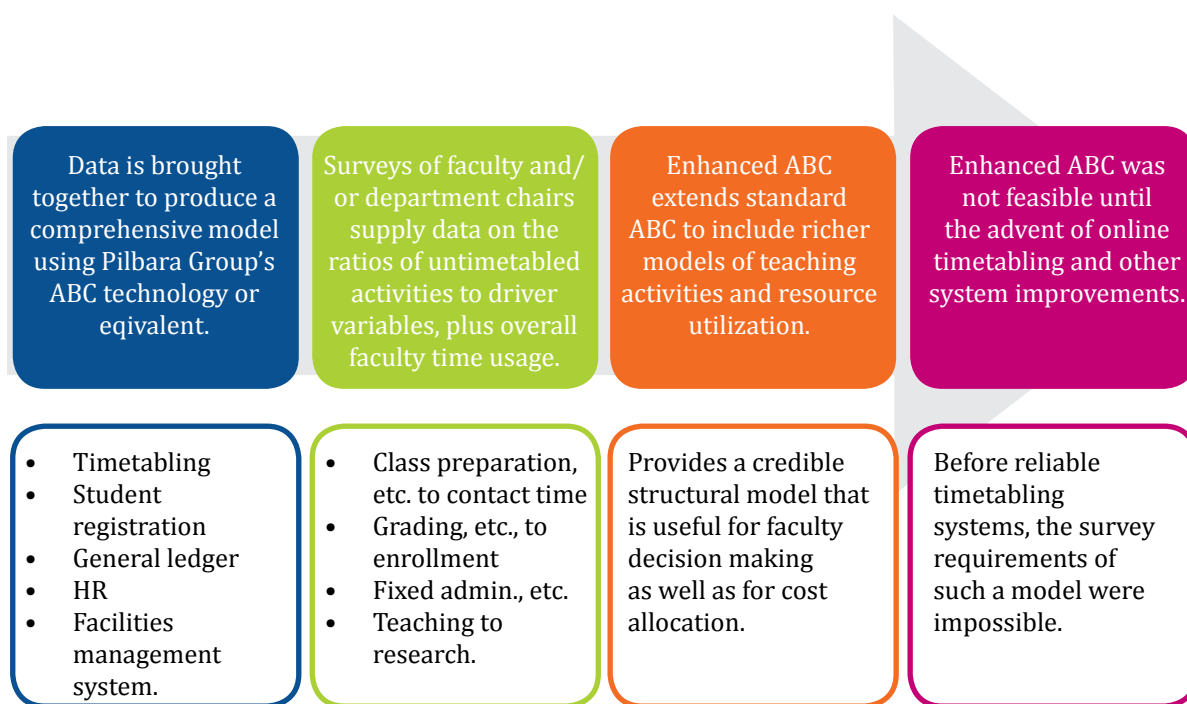 Data is brought
together to produce a
comprehensive model
using Pilbara Group's
ABC technology or
eqivalent.
Surveys of faculty and/
or department chairs
supply data on the
ratios of untimetabled
activities to driver
variables, plus overall
faculty time usage.
Enhanced ABC
extends standard
ABC to include richer
models of teaching
activities and resource
utilization.
Enhanced ABC was
not feasible until
the advent of online
timetabling and other
system improvements.
• Timetabling
• Student
registration
• General ledger
• HR
• Facilities
management
system.
• Class preparation,
etc. to contact time
• Grading, etc., to
enrollment
• Fixed admin., etc.
• Teaching to
research.
Provides a credible
structural model that
is useful for faculty
decision making
as well as for cost
allocation.
Before reliable
timetabling
systems, the survey
requirements of
such a model were
impossible.